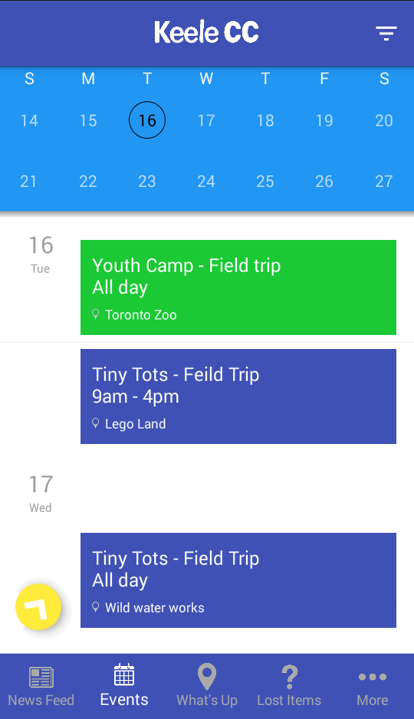 Keele CC
S M T W T F S
14 15 16 17 18 19 20
21 22 23 24 25 26 27
16
Tue
Youth Camp - Field trip
All day
Toronto Zoo
Tiny Tots - Feild Trip
9am - 4pm
Lego Land
17
Wed
Tiny Tots - Field Trip
All day
Wild water works
News Feed Events What's Up Lost Items More